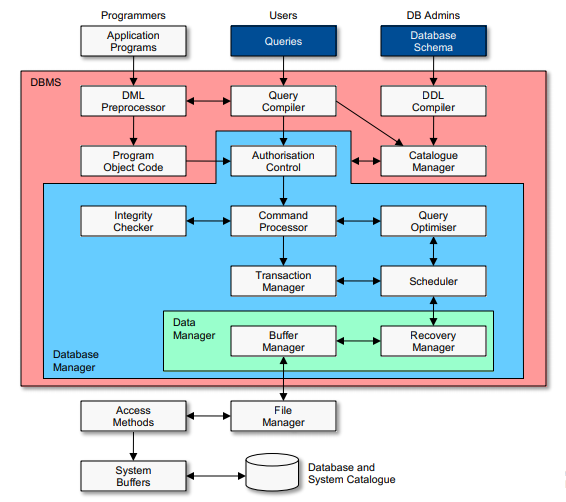 Programmers
Users
DB Admins
Application
Programs
Queries
Database
Schema
DBMS
DML
Preprocessor
Query
Compiler
DDL
Compiler
Program
Object Code
Authorisation
Control
Catalogue
Manager
Integrity
Checker
Command
Processor
Query
Optimiser
Transaction
Manager
Scheduler
Data
Manager
Buffer
Manager
Recovery
Manager
Database
Manager
Access
Methods
File
Manager
System
Buffers
Database and
System Catalogue